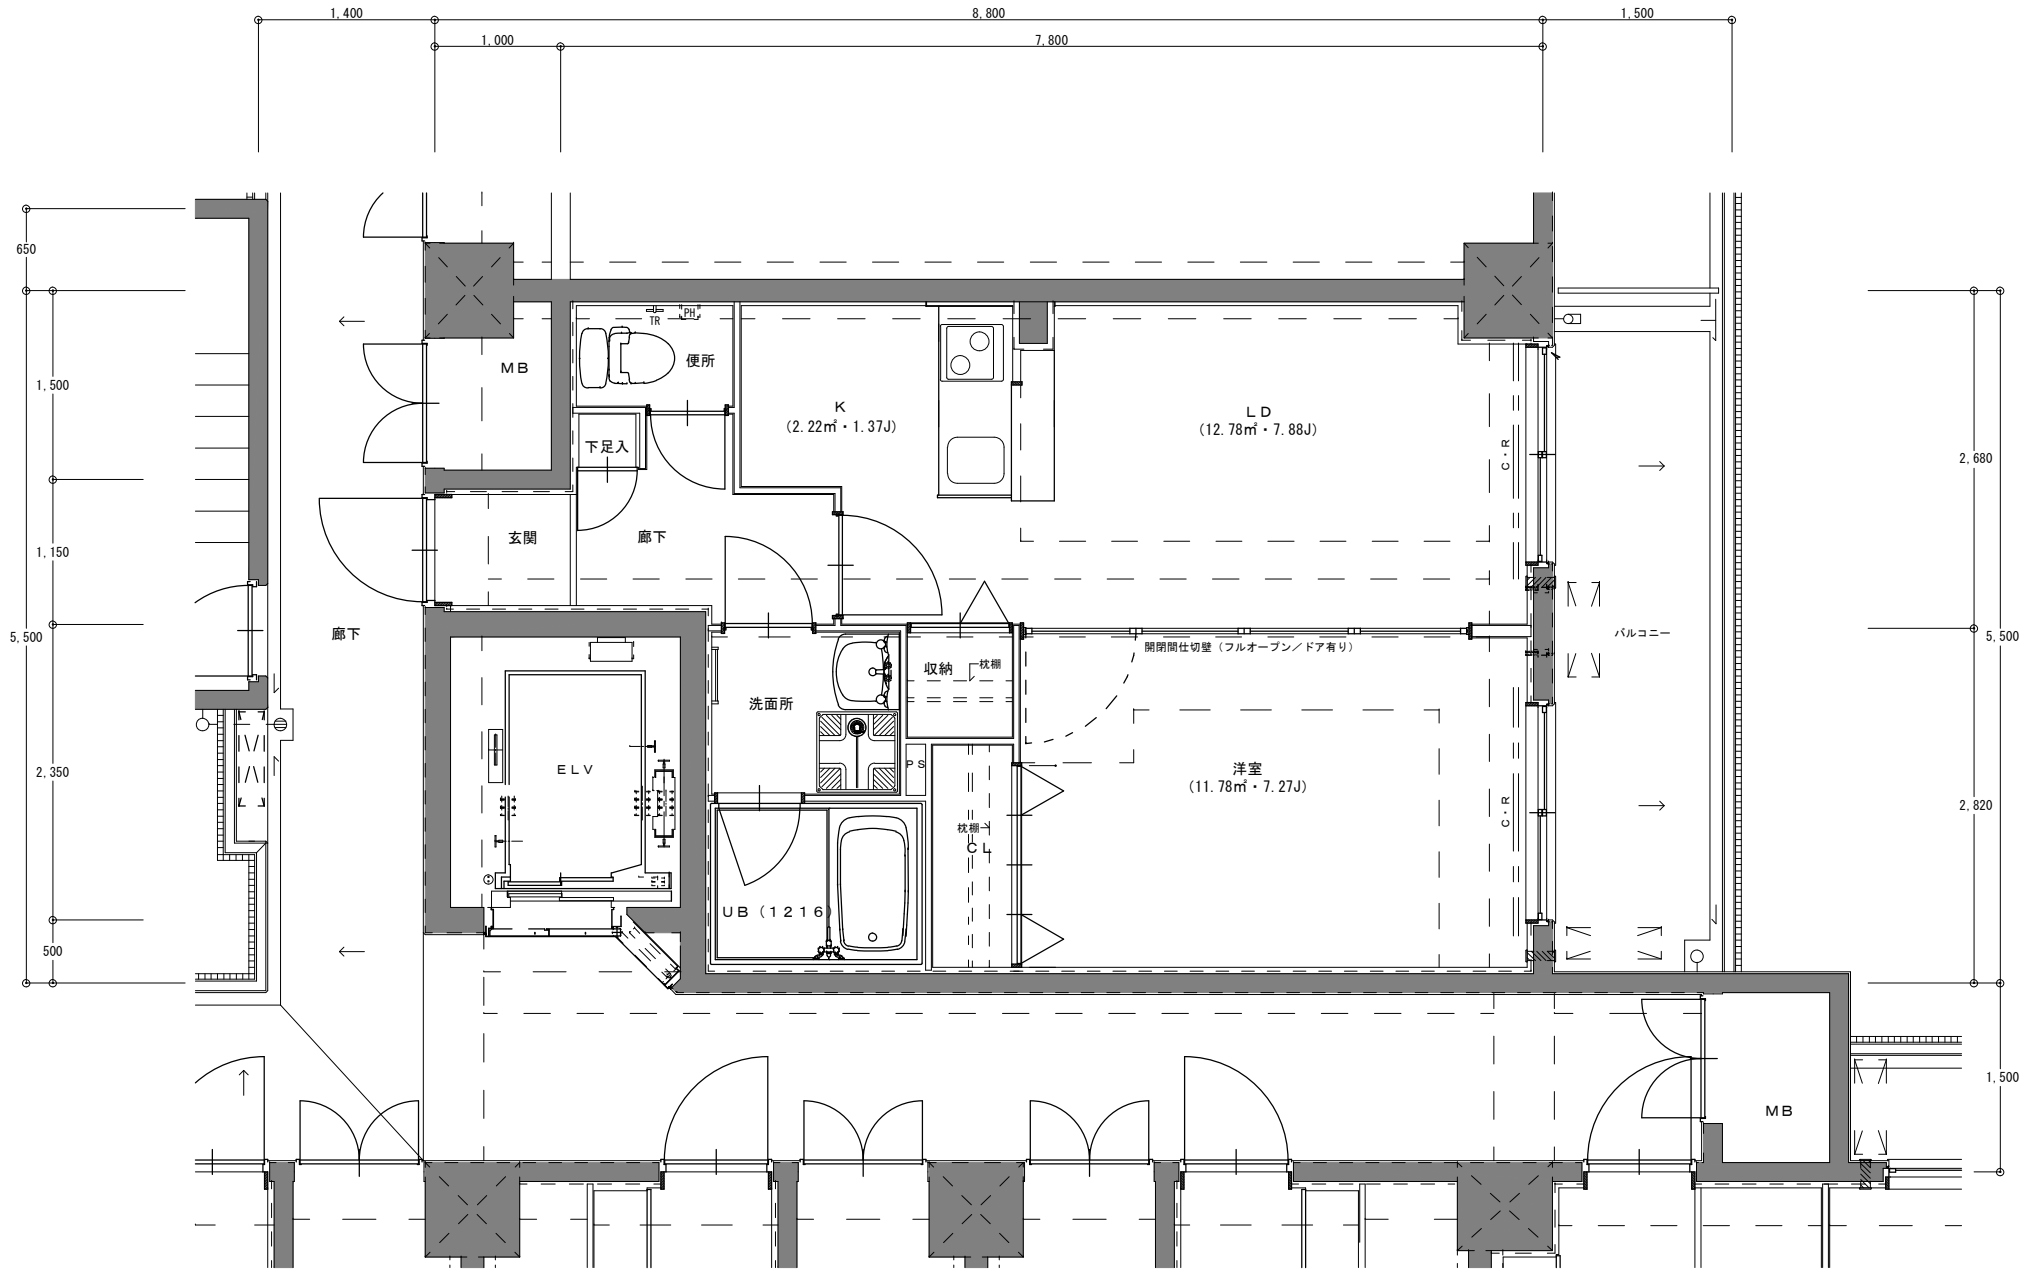 1,400
8,800
1,500
1,000
7,800
650
1,500
1,150
5,500
2,350
500
2,680
5,500
2,820
1,500
TR
PH
便所
MB
K
(2.22㎡・1.37J)
LD
(12.78㎡・7.88J)
下足入
C・R
玄関
廊下
廊下
バルコニー
開閉間仕切壁（フルオープン／ドア有り）
収納
枕棚
洗面所
ELV
PS
洋室
(11.78㎡・7.27J)
C・R
枕棚
CL
UB(1216)
MB